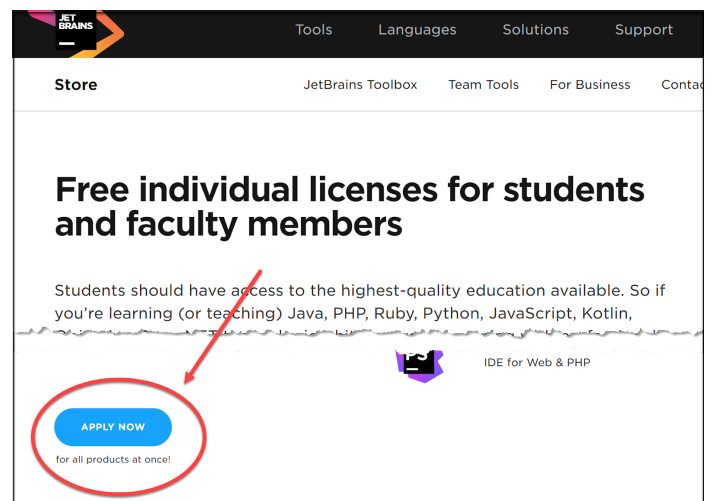 JET
BRAINS
Tools Languages Solutions Support
Store
JetBrains Toolbox Team Tools For Business Contac
Free individual licenses for students
and faculty members
Students should have access to the highest-quality education available. So if
you’re learning (or teaching) Java, PHP, Ruby, Python, JavaScript, Kotlin,
PS
IDE for Web & PHP
APPLY NOW
for all products at once!